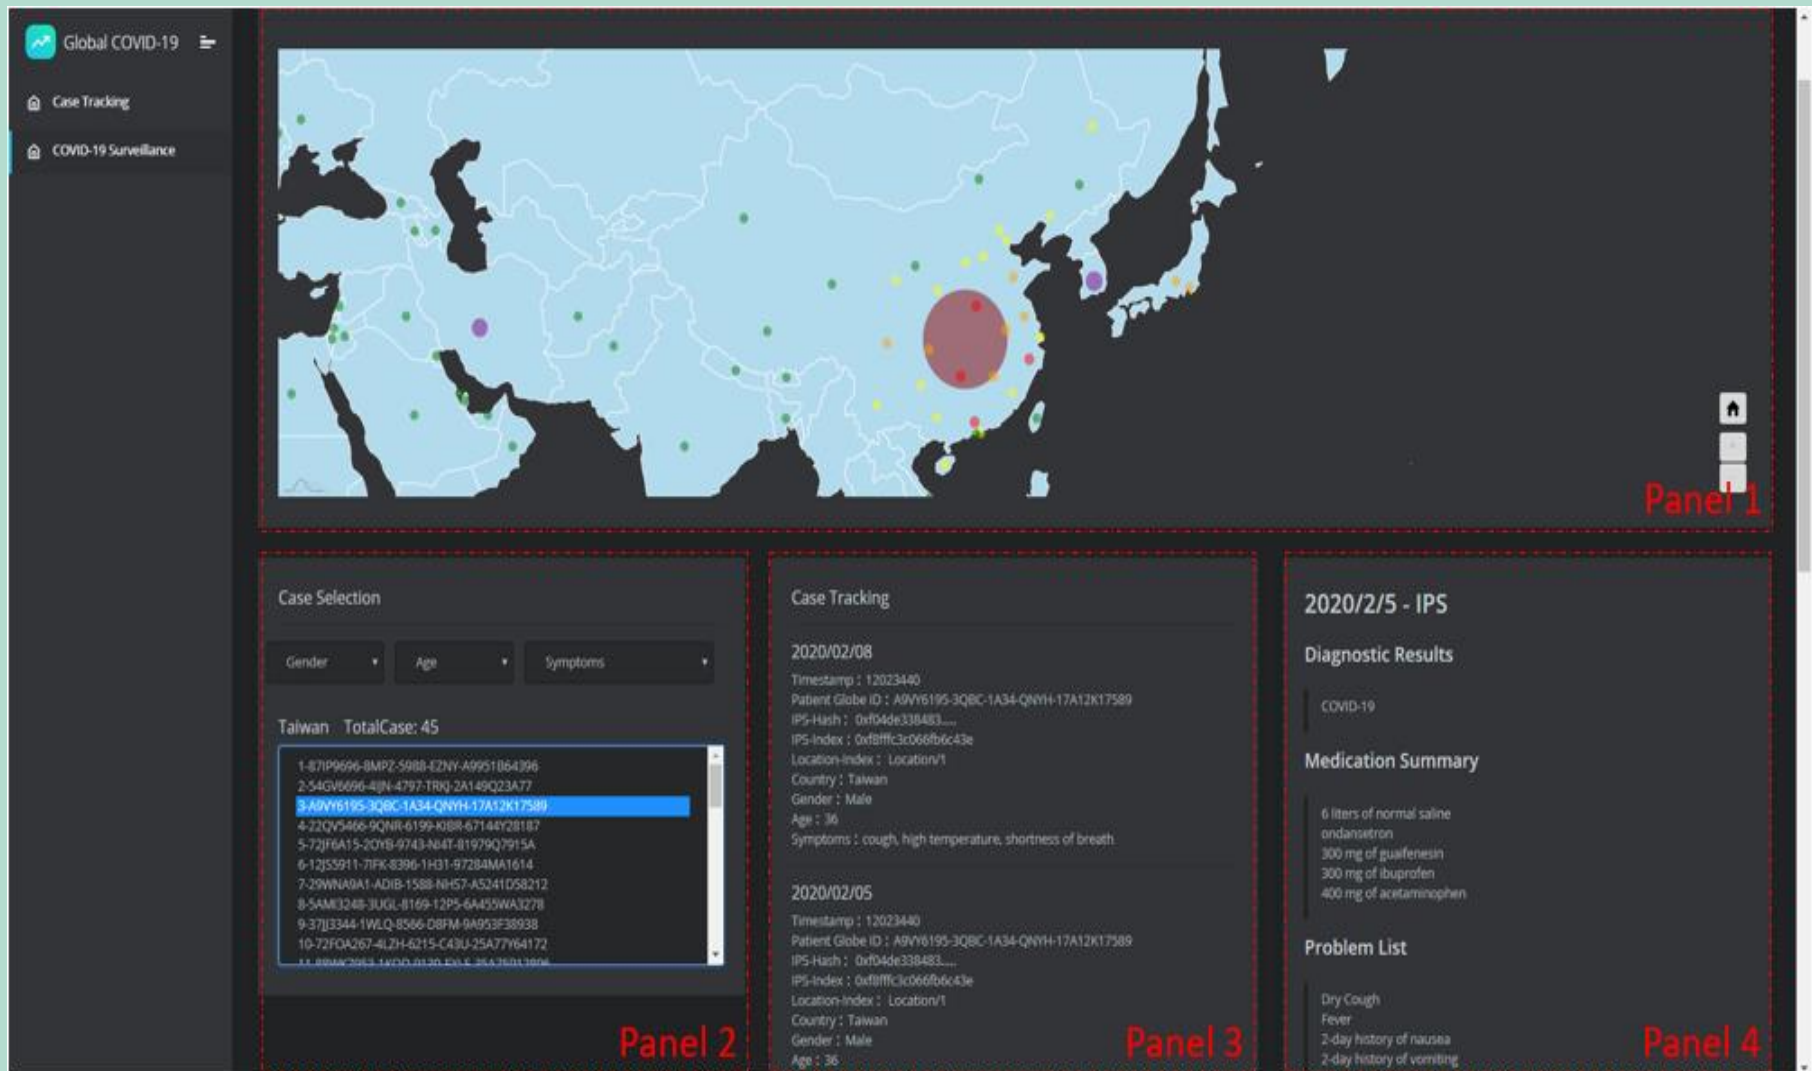 Global COVID-19
Case Tracking
COVID-19 Surveillance
Panel 1
Case Selection
Gender
Age
Symptoms
Taiwan TotalCase: 45
1-87IP9696-8MPZ-5988-EZNY-A9951B64396
2-54GV6696-4IJN-4797-TRKJ-2A149Q23A77
3-A9VY6195-3QBC-1A34-QNYH-17A12K17589
4-22QV5466-9QNR-6199-KIBR-67144Y28187
5-72JF6A15-2OYB-9743-NI4T-81979Q7915A
6-12JS5911-7IFK-8396-1H31-97284MA1614
7-29WNA9A1-ADIB-1588-NHS7-A5241D58212
8-5AMI3248-3UGL-8169-12P5-6A455WA3278
9-37JJ3344-1WLQ-8566-D8FM-9A953F38938
10-72FOA267-4LZH-6215-C43U-25A77Y64172
Panel 2
Case Tracking
2020/02/08
Timestamp : 12023440
Patient Globe ID : A9VY6195-3QBC-1A34-QNYH-17A12K17589
IPS-Hash : 0xf04de338483.....
IPS-Index : 0xf8fffc3c066fb6c43e
Location-Index : Location/1
Country : Taiwan
Gender : Male
Age : 36
Symptoms : cough, high temperature, shortness of breath
2020/02/05
Timestamp : 12023440
Patient Globe ID : A9VY6195-3QBC-1A34-QNYH-17A12K17589
IPS-Hash : 0xf04de338483.....
IPS-Index : 0xf8fffc3c066fb6c43e
Location-Index : Location/1
Country : Taiwan
Gender : Male
Age : 36
Panel 3
2020/2/5 - IPS
Diagnostic Results
COVID-19
Medication Summary
6 liters of normal saline
ondansetron
300 mg of guaifenesin
300 mg of ibuprofen
400 mg of acetaminophen
Problem List
Dry Cough
Fever
2-day history of nausea
2-day history of vomiting
Panel 4